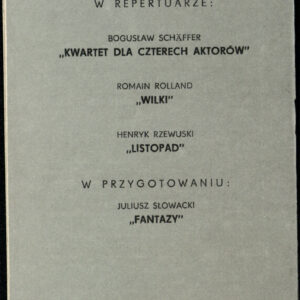 W REPERTUARZE:
BOGUSŁAW SCHÄFFER
„KWARTET DLA CZTERECH AKTORÓW"
ROMAIN ROLLAND
„WILKI"
HENRYK RZEWUSKI
„LISTOPAD"
W PRZYGOTOWANIU:
JULIUSZ SŁOWACKI
„FANTAZY"